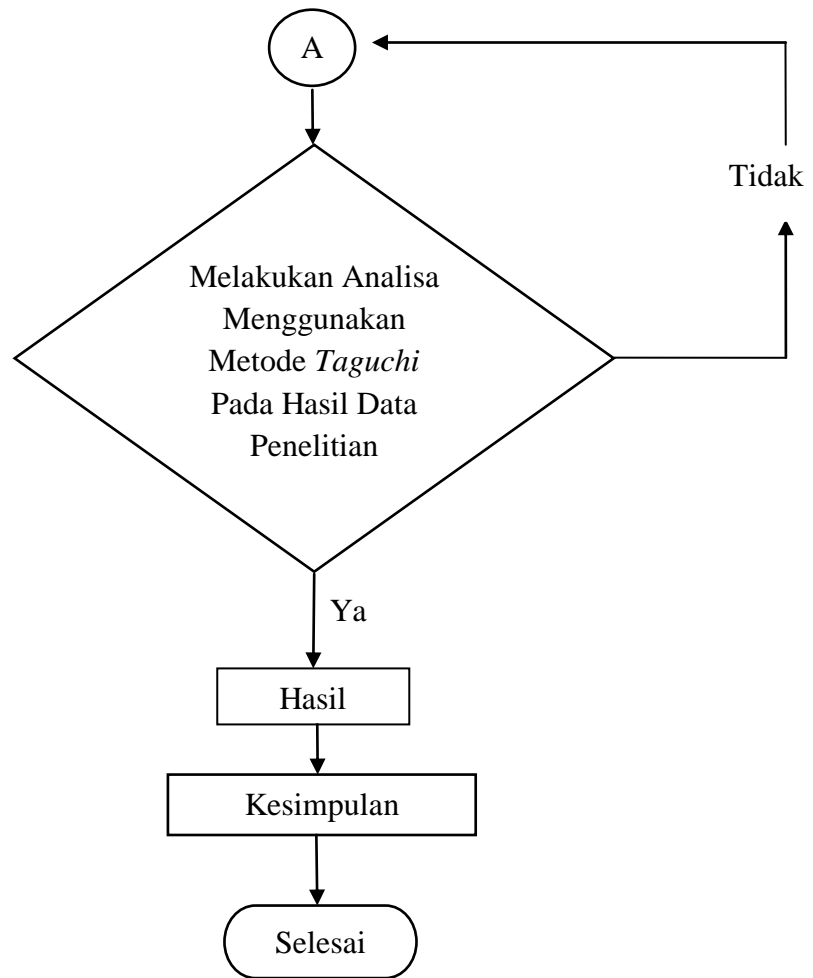 A
Tidak
Melakukan Analisa
Menggunakan
Metode Taguchi
Pada Hasil Data
Penelitian
Ya
Hasil
Kesimpulan
Selesai